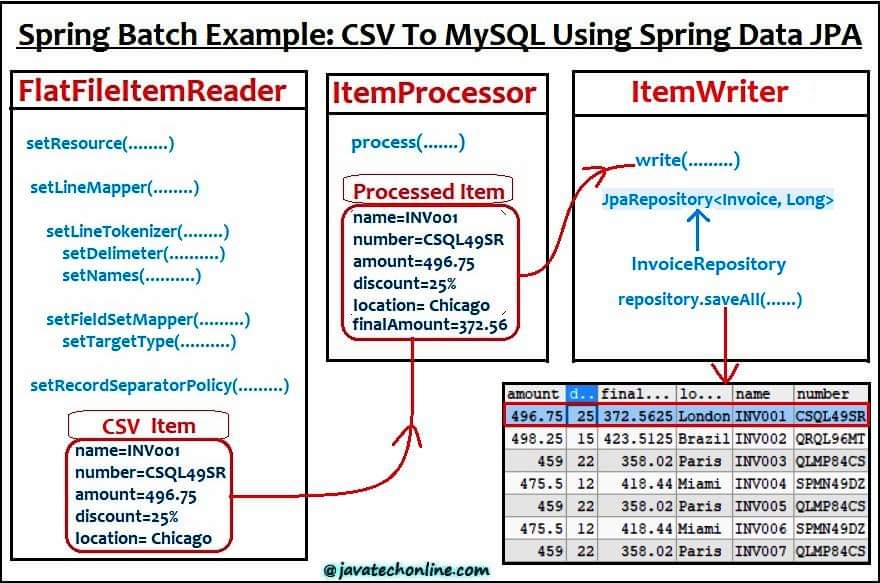 Spring Batch Example: CSV To MySQL Using Spring Data JPA
FlatFileItemReader
setResource(........)
setLineMapper(........)
setLineTokenizer(........)
setDelimeter(..........)
setNames(..........)
setFieldSetMapper(.........)
setTargetType(..........)
setRecordSeparatorPolicy(.........)
CSV Item
name=INV001
number=CSQL49SR
amount=496.75
discount=25%
location= Chicago
ItemProcessor
process(.......)
Processed Item
name=INV001
number=CSQL49SR
amount=496.75
discount=25%
location= Chicago
finalAmount=372.56
ItemWriter
write(.........)
JpaRepository<Invoice, Long>
InvoiceRepository
repository.saveAll(......)
amount d.. final... lo... name number
496.75 25 372.5625 London INV001 CSQL49SR
498.25 15 423.5125 Brazil INV002 QRQL96MT
459 22 358.02 Paris INV003 QLMP84CS
475.5 12 418.44 Miami INV004 SPMN49DZ
459 22 358.02 Paris INV005 QLMP84CS
475.5 12 418.44 Miami INV006 SPMN49DZ
459 22 358.02 Paris INV007 QLMP84CS
@javatechonline.com